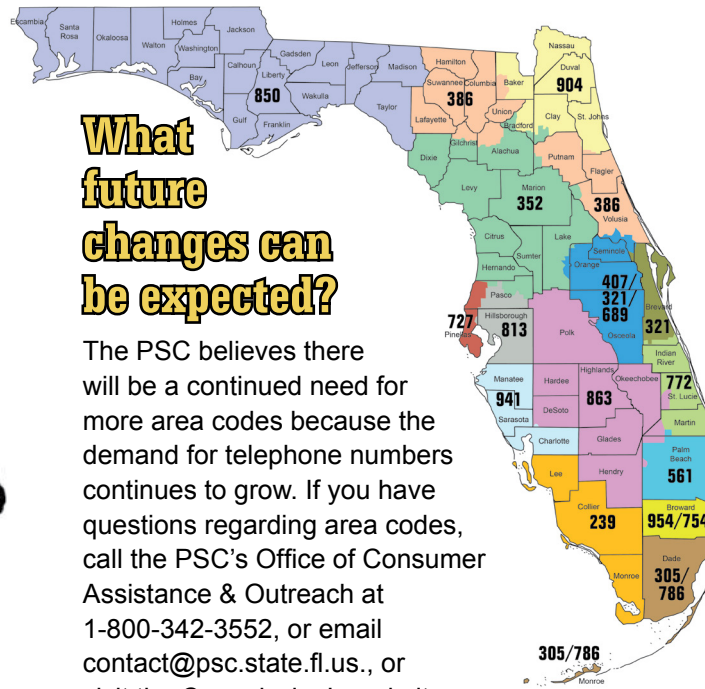 Escambia
Santa
Rosa
Okaloosa
Walton
Holmes
Washington
Jackson
Bay
Calhoun
Gulf
Liberty
850
Franklin
Gadsden
Leon
Wakulla
Jefferson
Madison
Taylor
Hamilton
Suwannee
Columbia
386
Lafayette
Union
Baker
Bradford
Nassau
Duval
904
Clay
St. Johns
Dixie
Gilchrist
Alachua
Putnam
Flagler
386
Volusia
Levy
Marion
352
Citrus
Hernando
Sumter
Lake
Seminole
Orange
407/
321/
689
Osceola
Brevard
321
Pasco
727
Pinellas
Hillsborough
813
Polk
Indian
River
772
St. Lucie
Martin
Manatee
941
Sarasota
Hardee
DeSoto
Highlands
863
Okeechobee
Charlotte
Glades
Lee
Hendry
Palm
Beach
561
Collier
239
Broward
954/754
Monroe
Dade
305/
786
305/786
Monroe
What
future
changes can
be expected?
The PSC believes there
will be a continued need for
more area codes because the
demand for telephone numbers
continues to grow. If you have
questions regarding area codes,
call the PSC's Office of Consumer
Assistance & Outreach at
1-800-342-3552, or email
contact@psc.state.fl.us., or